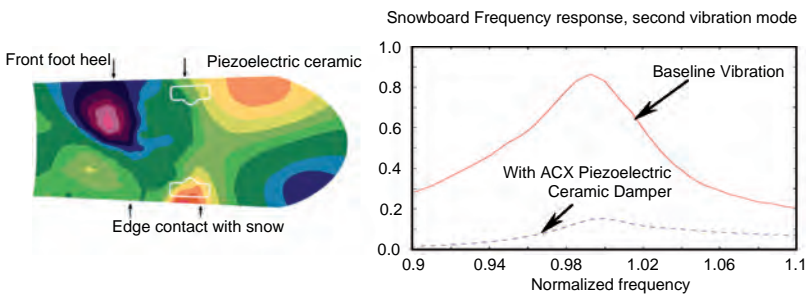 Front foot heel
Piezoelectric ceramic
Edge contact with snow
Snowboard Frequency response, second vibration mode
1.0
0.8
0.6
0.4
0.2
0.0
Baseline Vibration
With ACX Piezoelectric
Ceramic Damper
0.9 0.94 0.98 1.02 1.06 1.1
Normalized frequency